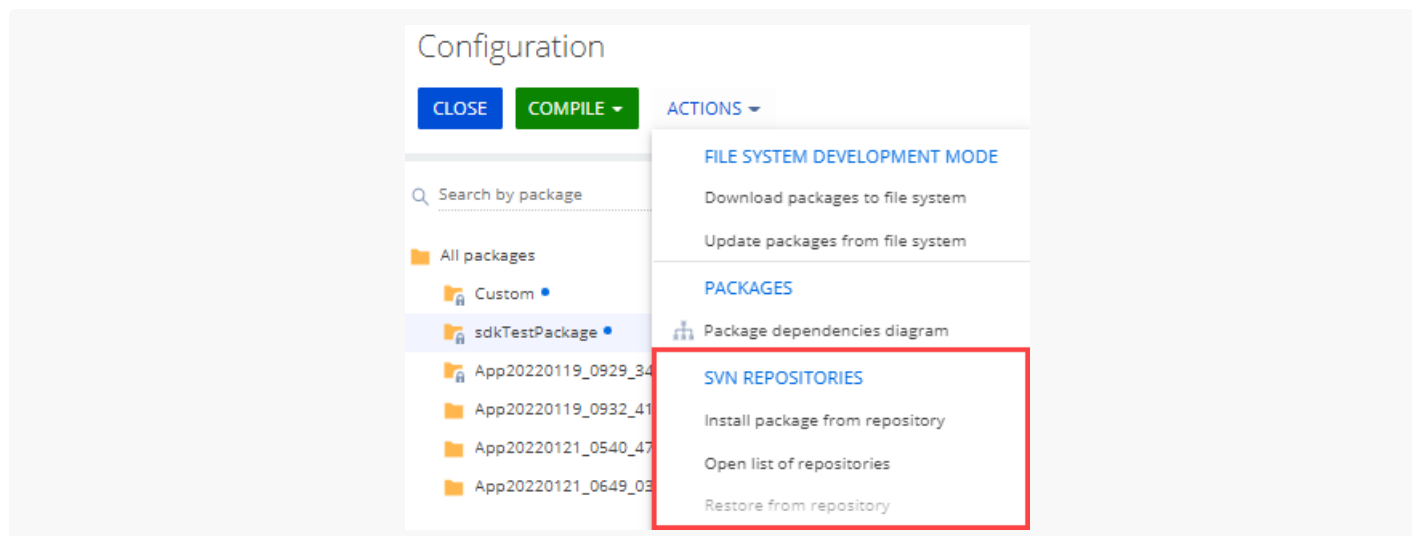 Configuration
CLOSE
COMPILE
ACTIONS
FILE SYSTEM DEVELOPMENT MODE
Search by package
Download packages to file system
Update packages from file system
All packages
PACKAGES
Custom
sdkTestPackage
Package dependencies diagram
App20220119_0929_34
SVN REPOSITORIES
App20220119_0932_41
Install package from repository
App20220121_0540_47
Open list of repositories
App20220121_0649_03
Restore from repository